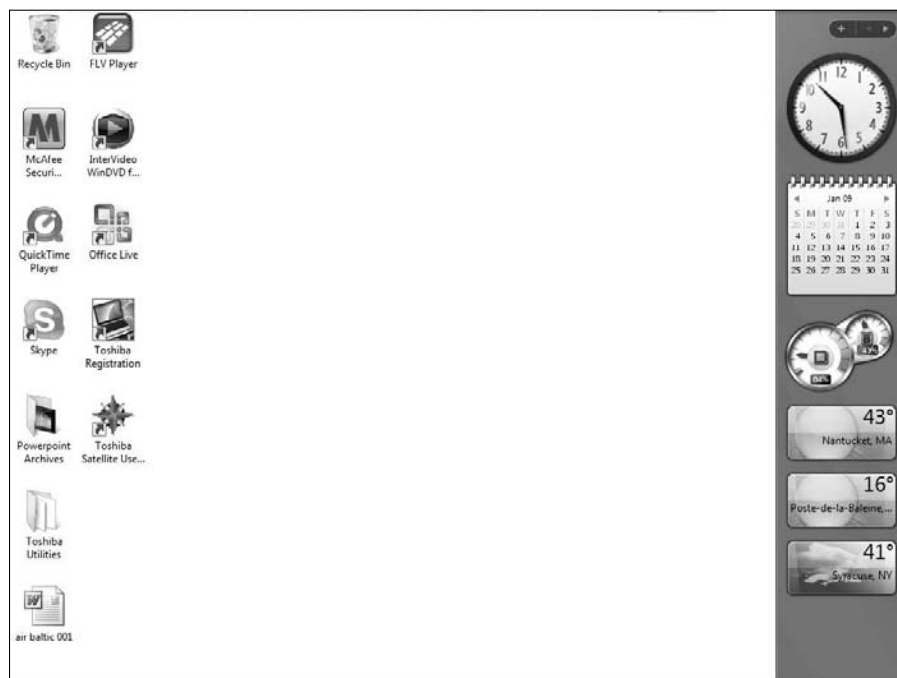 Recycle Bin
FLV Player
McAfee
Securi...
InterVideo
WinDVD f...
QuickTime
Player
Office Live
Skype
Toshiba
Registration
Powerpoint
Archives
Toshiba
Satellite Use...
Toshiba
Utilities
air baltic 001
11 12 1
10 2
9 3
8 4
7 6 5
Jan 09
S M T W T F S
28 29 30 31 1 2 3
4 5 6 7 8 9 10
11 12 13 14 15 16 17
18 19 20 21 22 23 24
25 26 27 28 29 30 31
43°
Nantucket, MA
16°
Poste-de-la-Baleine,...
41°
Syracuse, NY